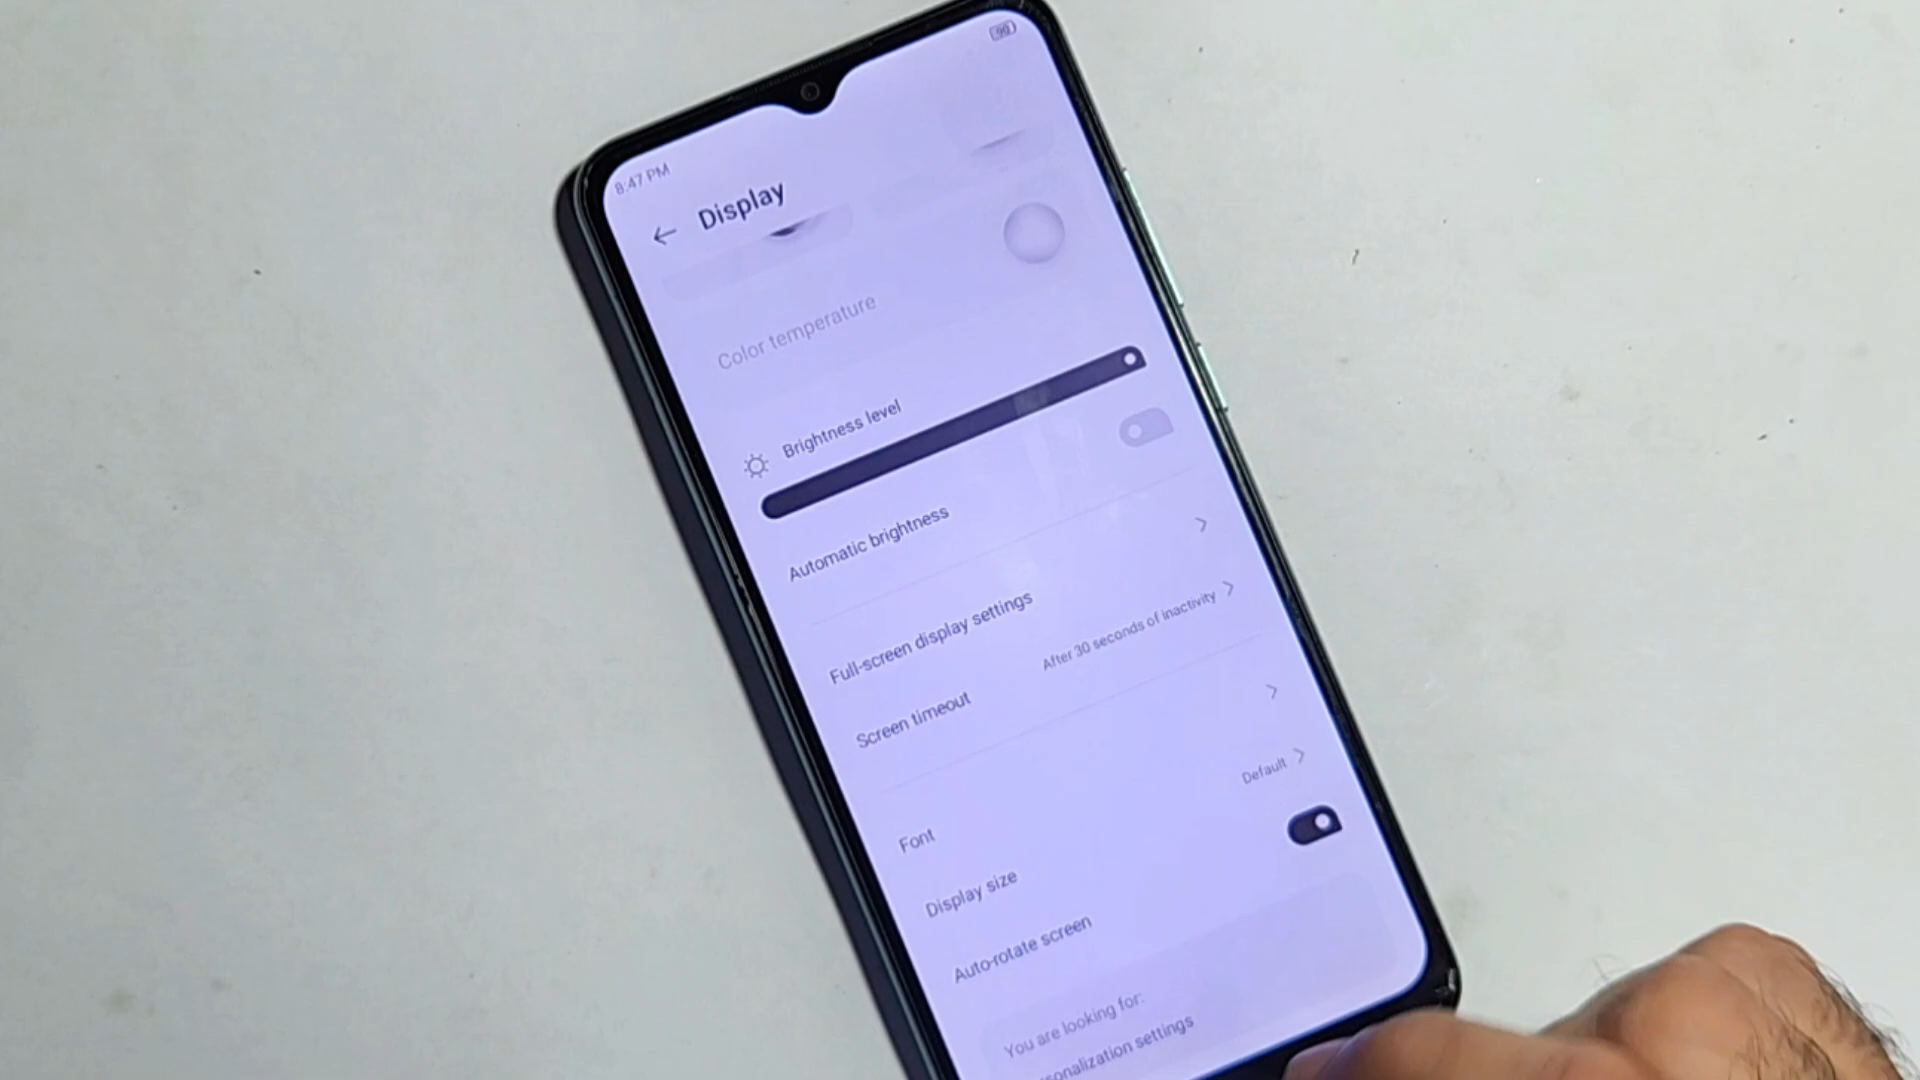 90
8:47 PM
Display
Color temperature
Brightness level
Automatic brightness
Full-screen display settings
Screen timeout
After 30 seconds of inactivity
Font
Display size
Default
Auto-rotate screen
You are looking for:
sonalization settings